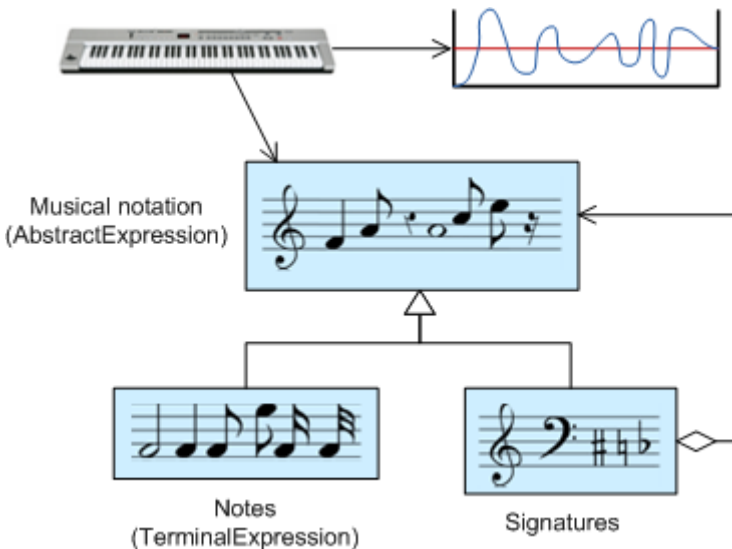 Musical notation
(AbstractExpression)
Notes
(TerminalExpression)
Signatures